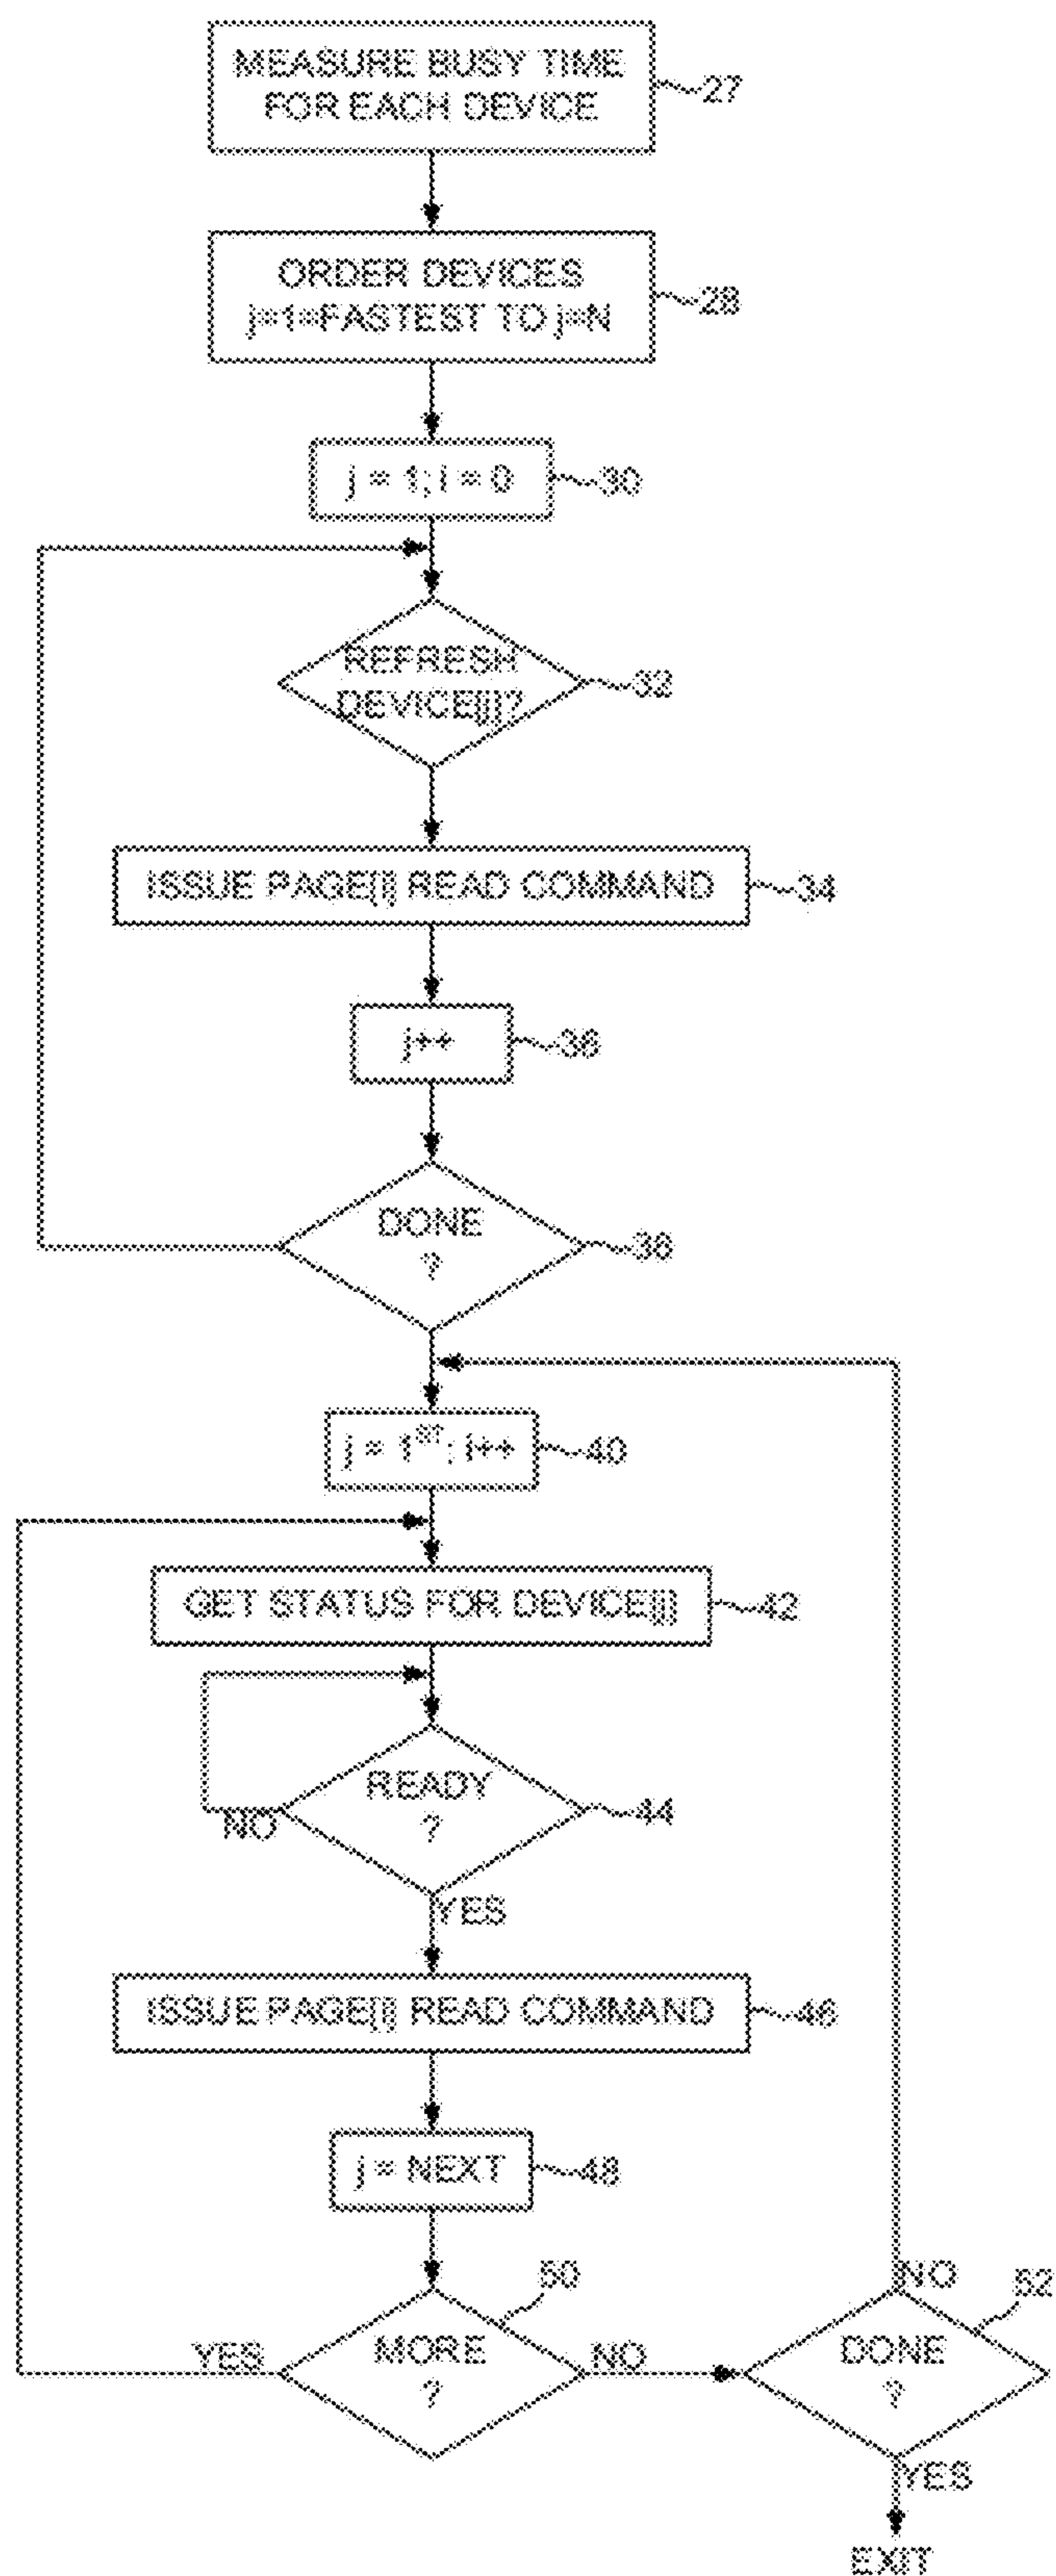 MEASURE BUSY TIME
FOR EACH DEVICE
27
ORDER DEVICES
j=1=FASTEST TO j=N
28
j = 1; i = 0
30
REFRESH
DEVICE[j]?
32
ISSUE PAGE[i] READ COMMAND
34
j++
36
DONE
?
38
j = 1ST; i++
40
GET STATUS FOR DEVICE[j]
42
READY
?
44
NO
YES
ISSUE PAGE[i] READ COMMAND
46
j = NEXT
48
50
MORE
?
YES
NO
NO
52
DONE
?
YES
EXIT